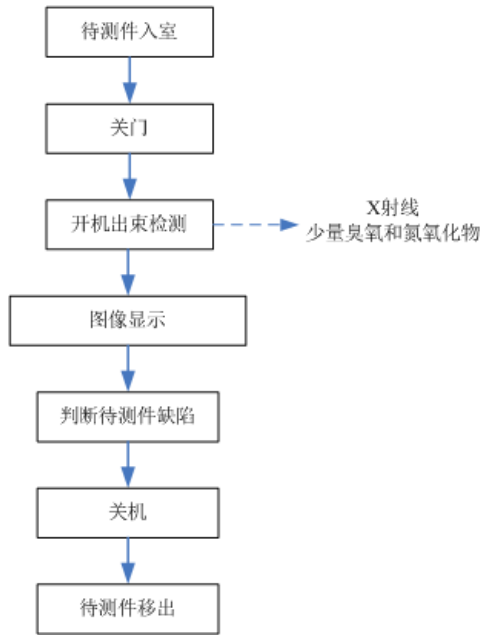 待测件入室
关门
开机出束检测
X射线
少量臭氧和氮氧化物
图像显示
判断待测件缺陷
关机
待测件移出